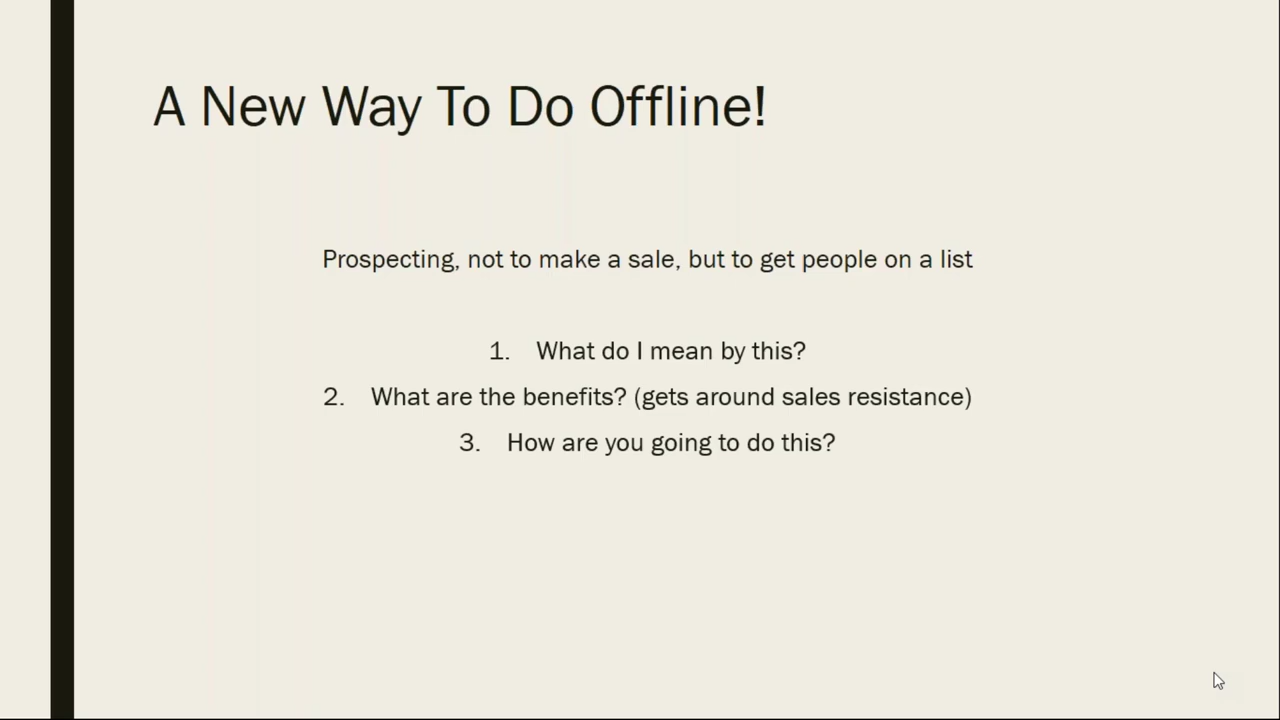 A New Way To Do Offline!
Prospecting, not to make a sale, but to get people on a list
1. What do I mean by this?
2. What are the benefits? (gets around sales resistance)
3. How are you going to do this?